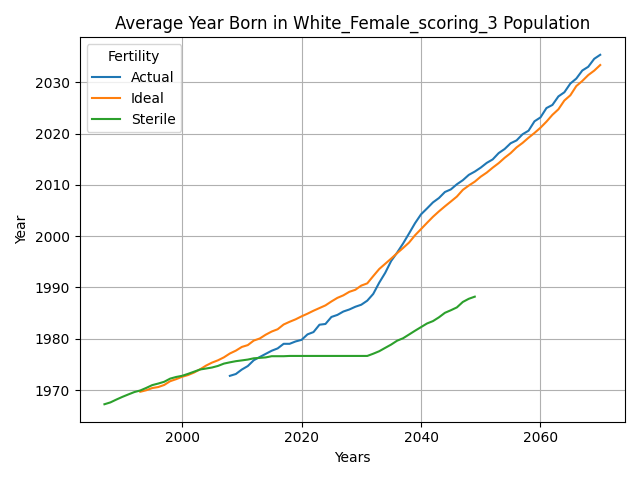 Average Year Born in White_Female_scoring_3 Population
Fertility
Actual
Ideal
Sterile
Year
2030
2020
2010
2000
1990
1980
1970
2000 2020 2040 2060
Years